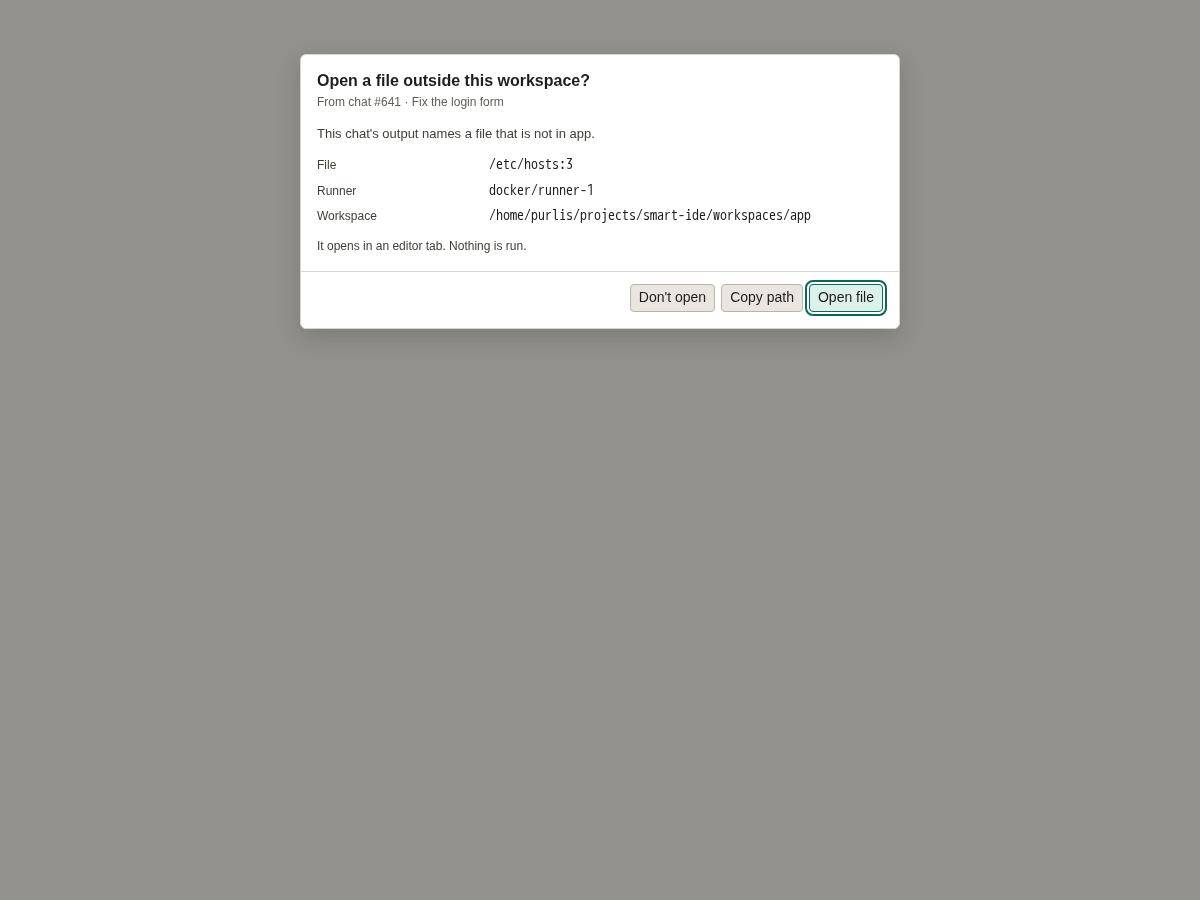 Open a file outside this workspace?
From chat #641 · Fix the login form
This chat's output names a file that is not in app.
File /etc/hosts:3
Runner docker/runner-1
Workspace /home/purlis/projects/smart-ide/workspaces/app
It opens in an editor tab. Nothing is run.
Don't open Copy path Open file